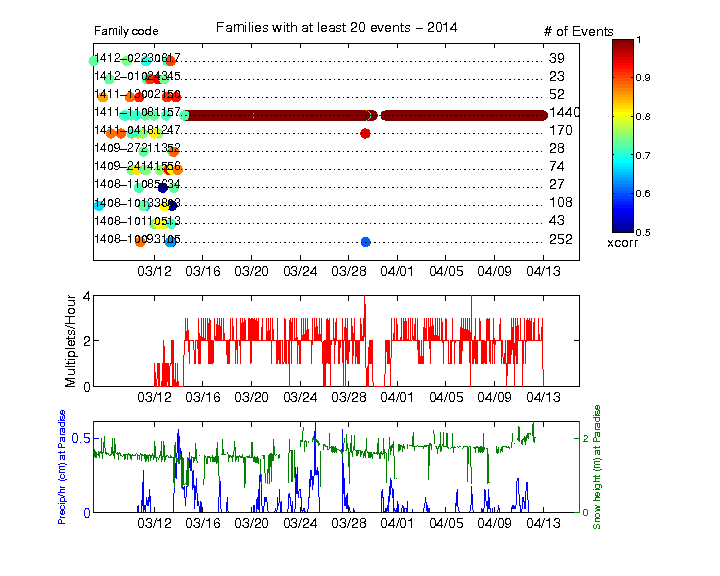 Families with at least 20 events − 2014
Family code
# of Events
1412−02230617 39
1412−01024345 23
52
1411−11081157 1440
1411−04181247 170
1409−27211352 28
1409−24141556 74
1408−11085634 27
108
1408−10110513 43
1408−10093105 252
03/12 03/16 03/20 03/24 03/28 04/01 04/05 04/09 04/13
1
0.9
0.8
0.7
0.6
0.5
xcorr
Multiplets/Hour
4
2
0
03/12 03/16 03/20 03/24 03/28 04/01 04/05 04/09 04/13
Precip/hr (cm) at Paradise
0.5
0
Snow height (m) at Paradise
2
0
03/12 03/16 03/20 03/24 03/28 04/01 04/05 04/09 04/13